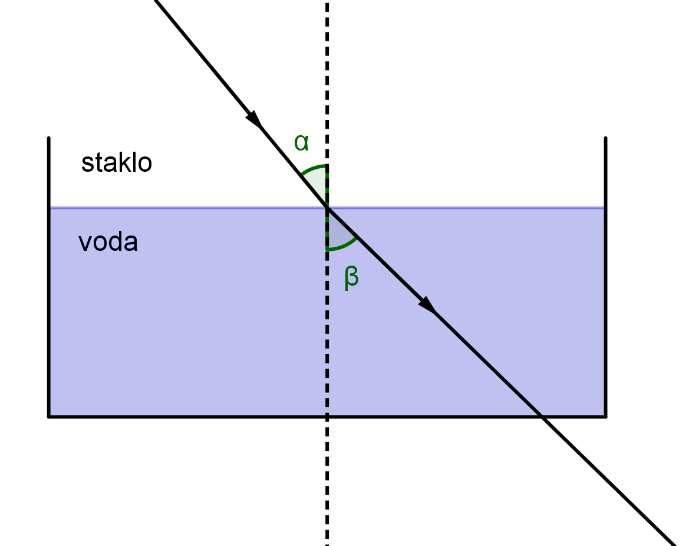 α
staklo
voda
β